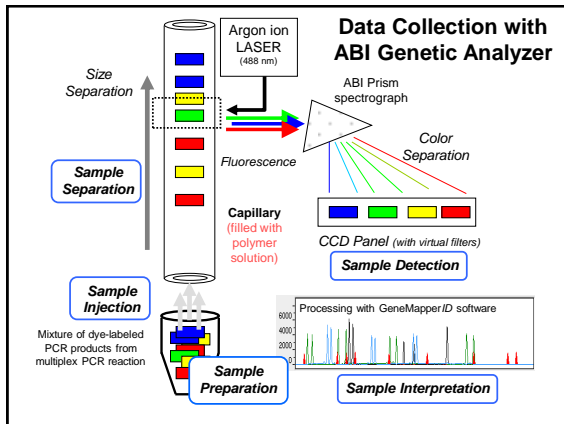 Data Collection with
ABI Genetic Analyzer
Argon ion
LASER
(488 nm)
Size
Separation
ABI Prism
spectrograph
Color
Separation
Fluorescence
Sample
Separation
Capillary
(filled with
polymer
solution)
CCD Panel (with virtual filters)
Sample Detection
Sample
Injection
Mixture of dye-labeled
PCR products from
multiplex PCR reaction
Sample
Preparation
Processing with GeneMapperID software
6000
4000
2000
0
Sample Interpretation